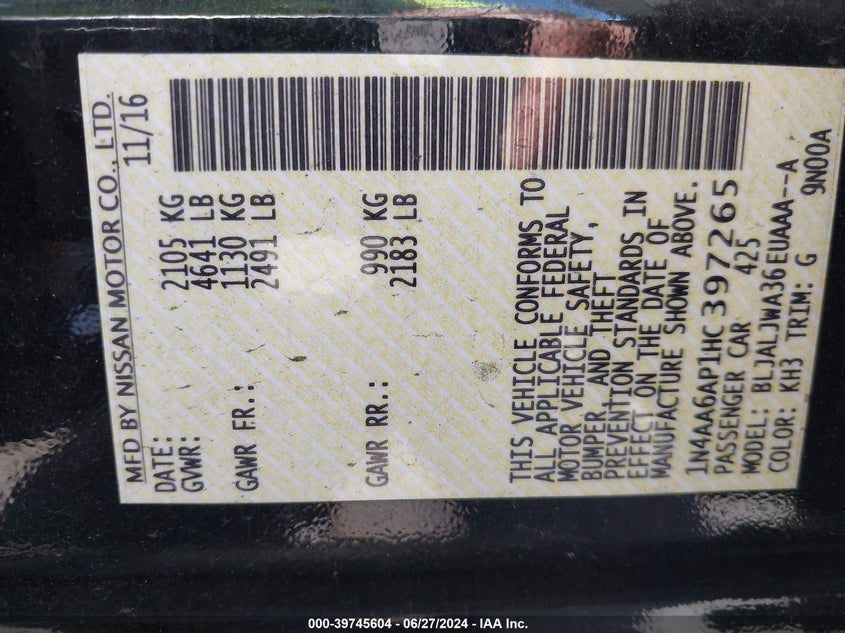 MFD BY NISSAN MOTOR CO., LTD.
DATE: 11/16
GVWR: 2105 KG
4641 LB
GAWR FR.: 1130 KG
2491 LB
GAWR RR.: 990 KG
2183 LB
THIS VEHICLE CONFORMS TO
ALL APPLICABLE FEDERAL
MOTOR VEHICLE SAFETY,
BUMPER, AND THEFT
PREVENTION STANDARDS IN
EFFECT ON THE DATE OF
MANUFACTURE SHOWN ABOVE.
1N4AA6AP1HC397265
PASSENGER CAR 425
MODEL: BLJALJWA36EUAAA--A
COLOR: KH3 TRIM: G 9N00A
000-39745604 - 06/27/2024 - IAA Inc.